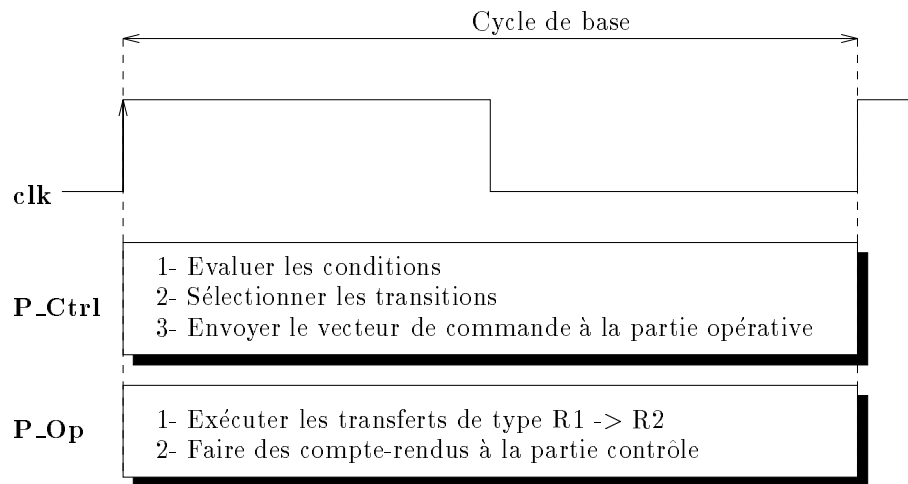 Cycle de base
clk
P_Ctrl
1- Evaluer les conditions
2- Sélectionner les transitions
3- Envoyer le vecteur de commande à la partie opérative
P_Op
1- Exécuter les transferts de type R1 -> R2
2- Faire des compte-rendus à la partie contrôle